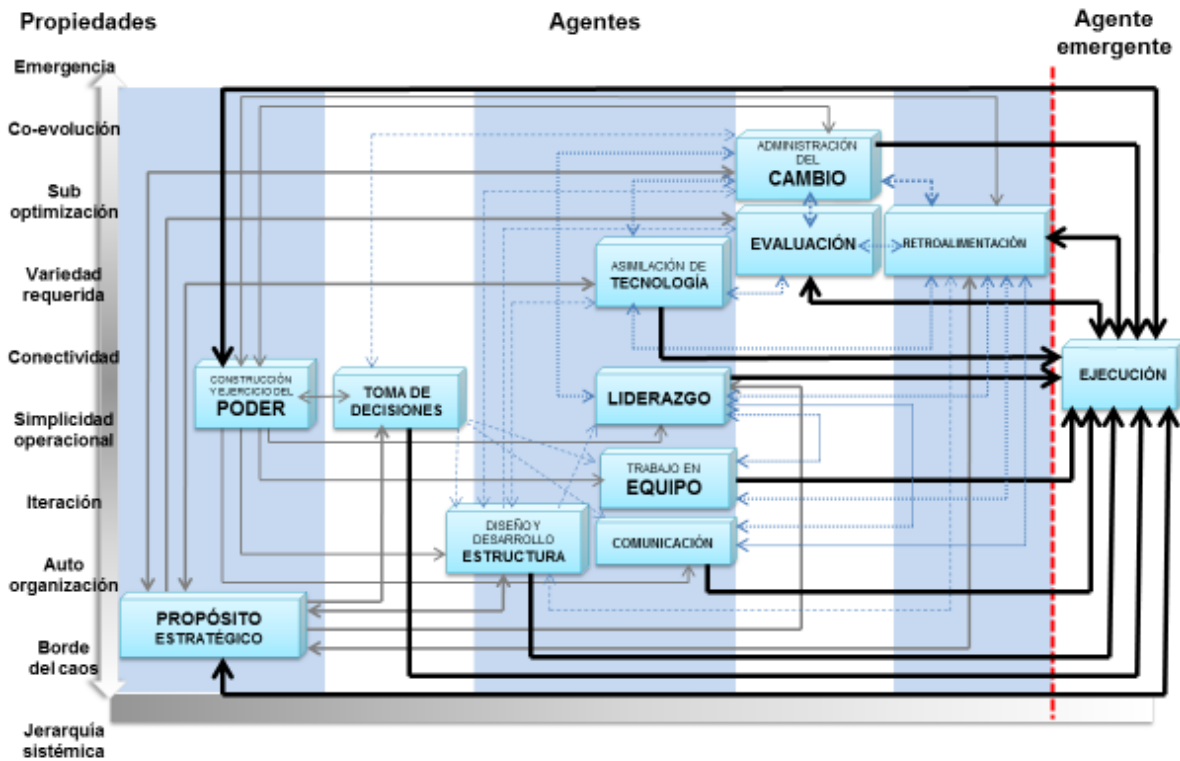 Propiedades
Agentes
Agente
emergente
Emergencia
Co-evolución
Sub
optimización
Variedad
requerida
Conectividad
Simplicidad
operacional
Iteración
Auto
organización
Borde
del caos
Jerarquía
sistémica
ADMINISTRACIÓN
DEL
CAMBIO
EVALUACIÓN
RETROALIMENTACIÓN
ASIMILACIÓN DE
TECNOLOGÍA
CONSTRUCCIÓN
Y EJERCICIO DEL
PODER
TOMA DE
DECISIONES
LIDERAZGO
EJECUCIÓN
TRABAJO EN
EQUIPO
DISEÑO Y
DESARROLLO
ESTRUCTURA
COMUNICACIÓN
PROPÓSITO
ESTRATÉGICO